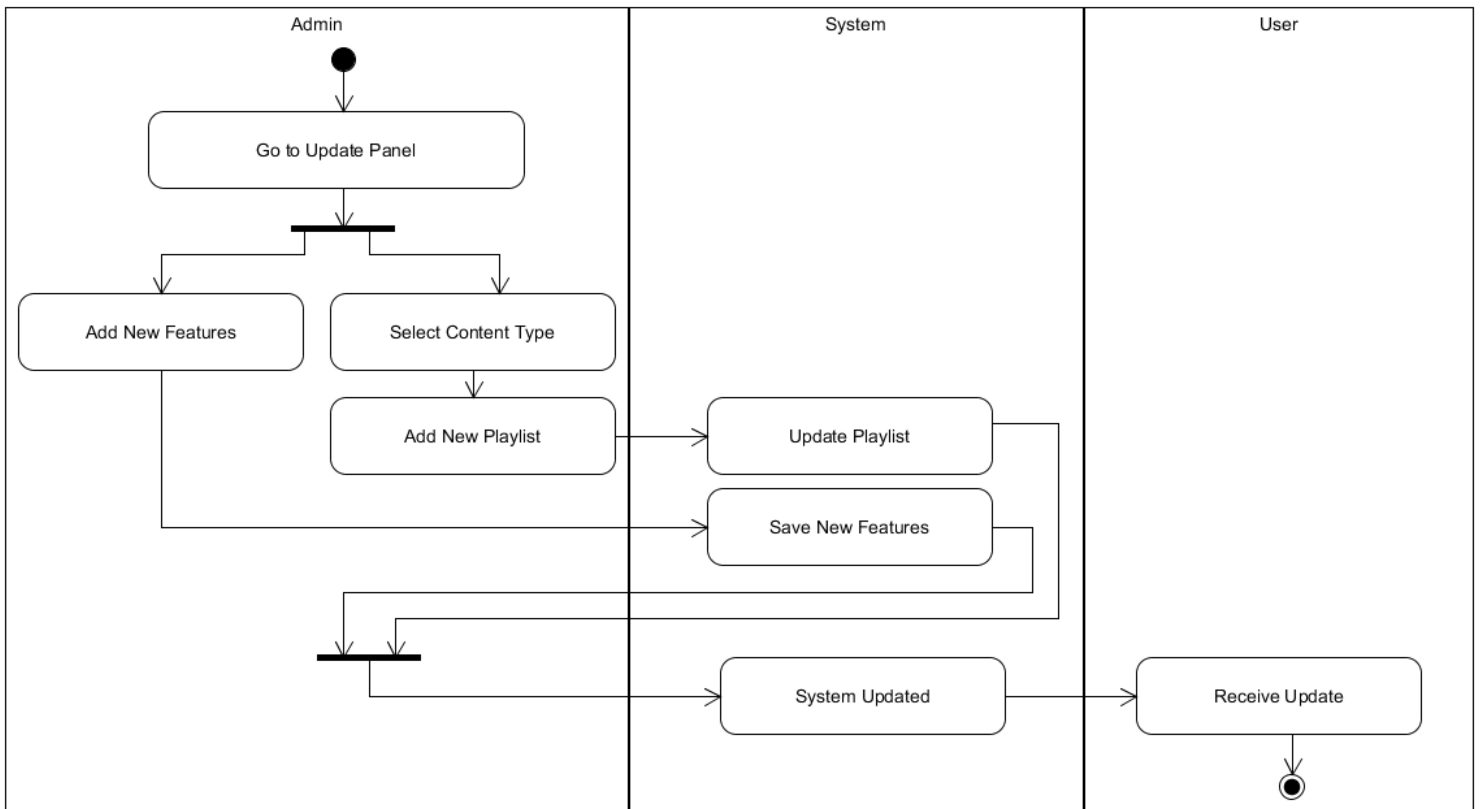 Admin
System
User
Go to Update Panel
Add New Features
Select Content Type
Add New Playlist
Update Playlist
Save New Features
System Updated
Receive Update